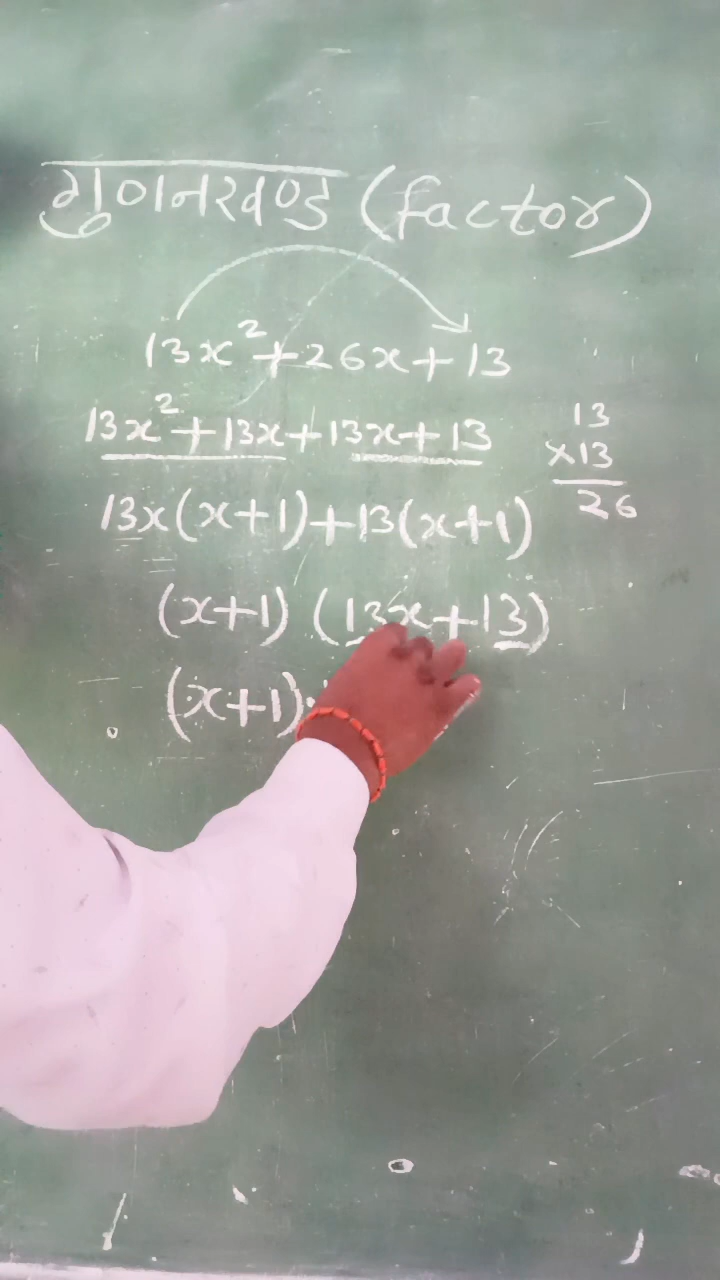 गुणनखण्ड (factor)
13x² + 26x + 13
13x² + 13x + 13x + 13
13x(x+1) + 13(x+1)
(x+1) (13x+13)
(x+1)
13
×13
26